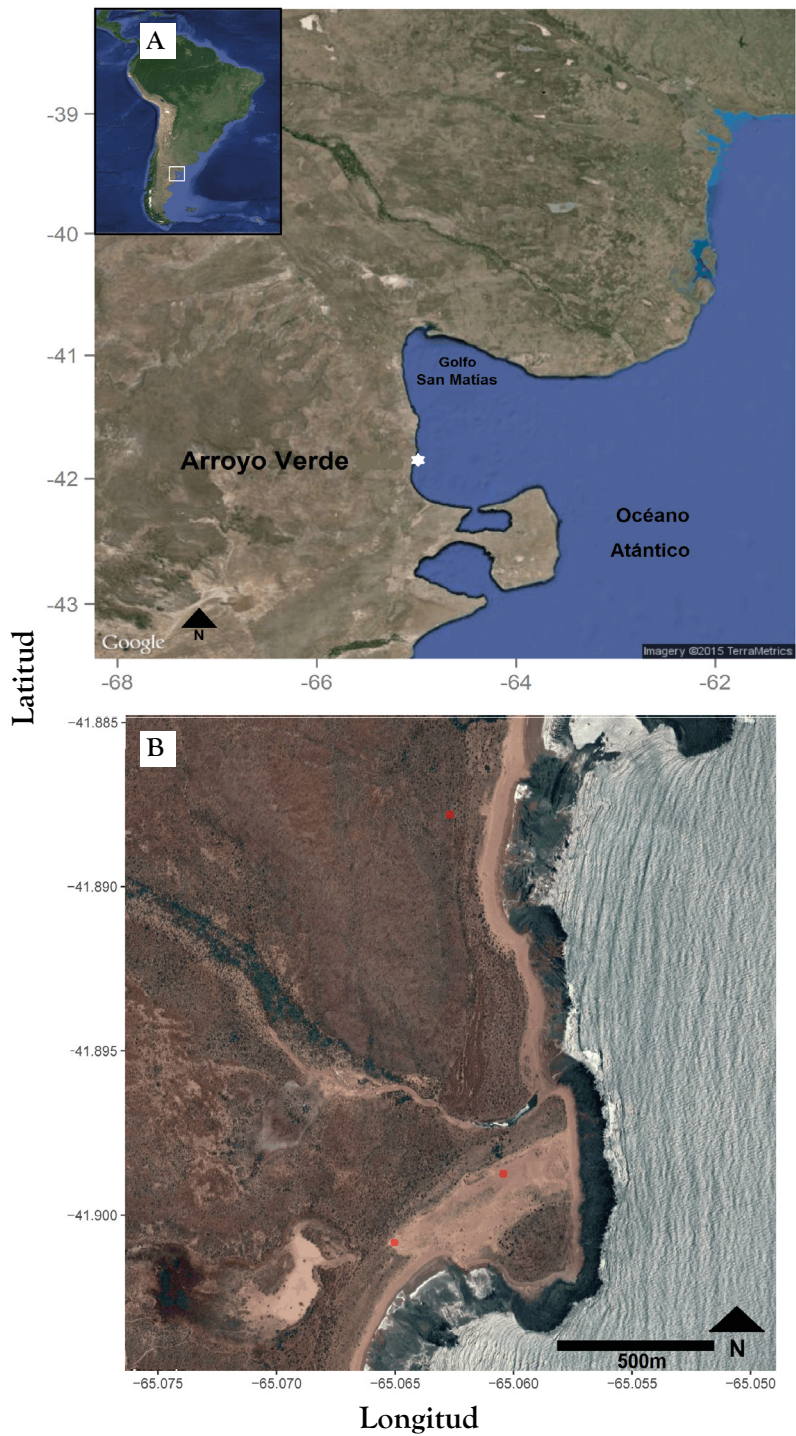 A
-39
-40
-41
-42
-43
Golfo
San Matías
Arroyo Verde
Océano
Atántico
N
Google
Imagery ©2015 TerraMetrics
-68
-66
-64
-62
Latitud
B
−41.885
−41.890
−41.895
−41.900
500m
N
−65.075
−65.070
−65.065
−65.060
−65.055
−65.050
Longitud